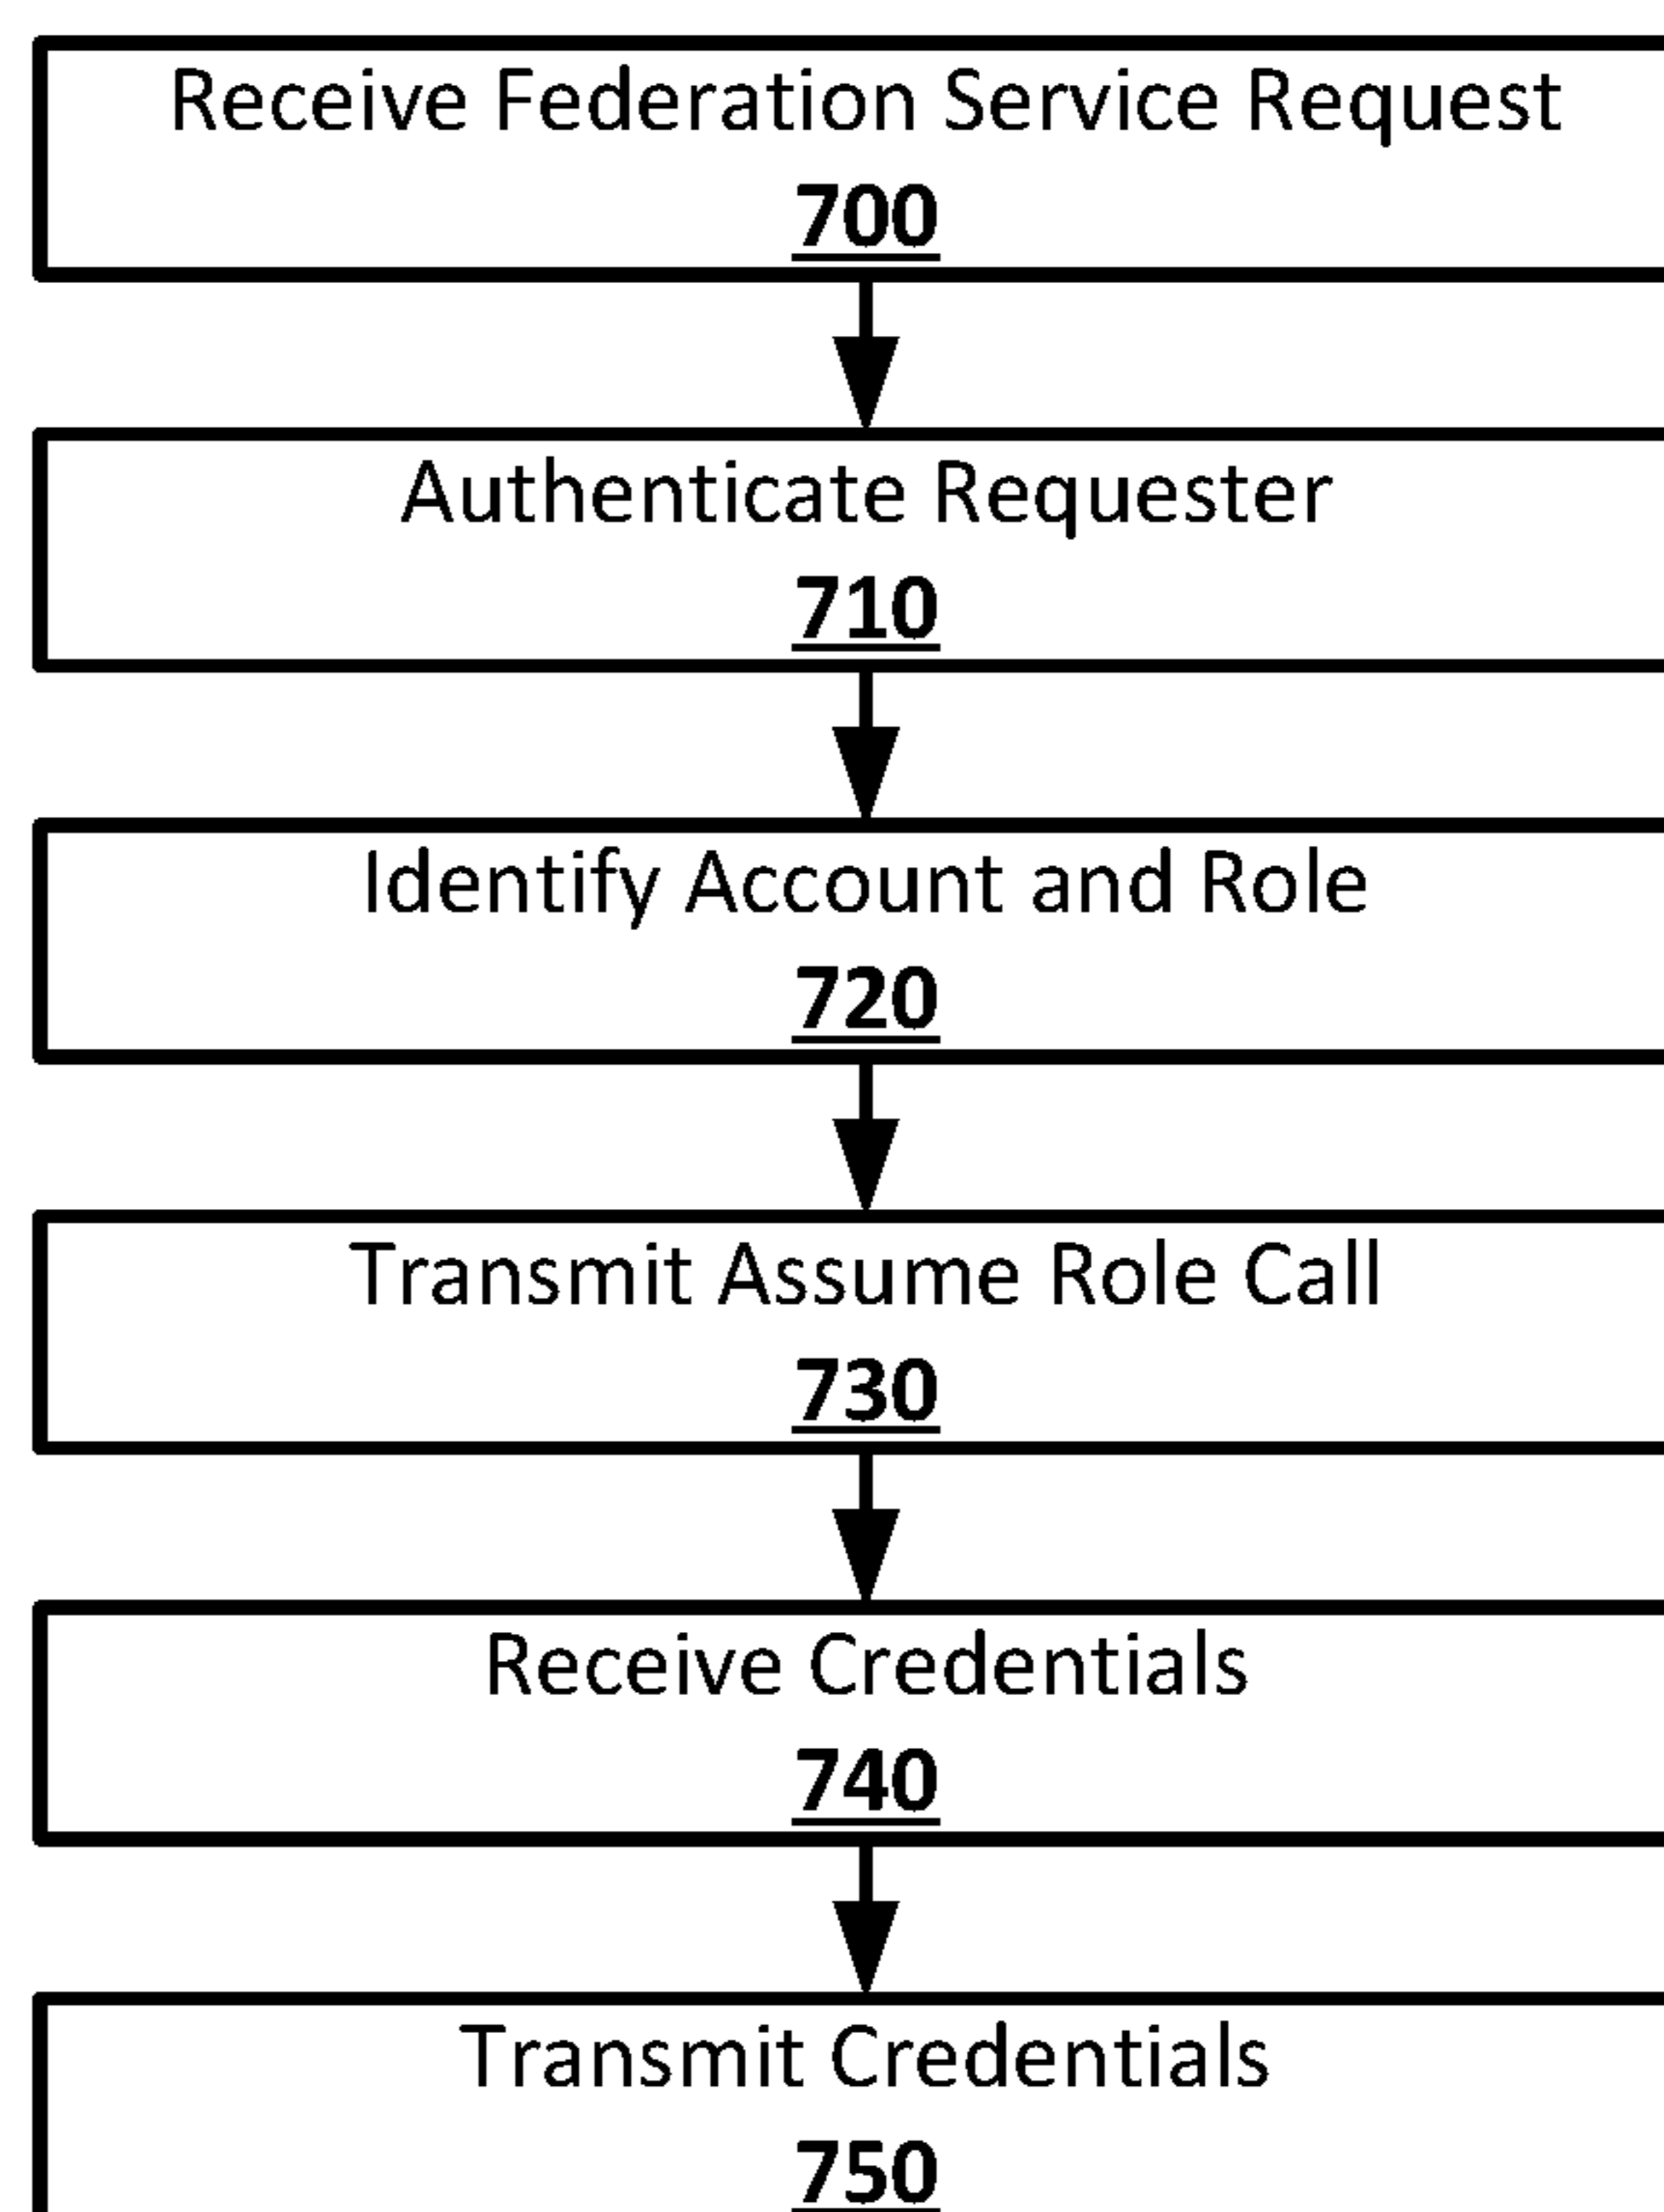 Receive Federation Service Request
700
Authenticate Requester
710
Identify Account and Role
720
Transmit Assume Role Call
730
Receive Credentials
740
Transmit Credentials
750